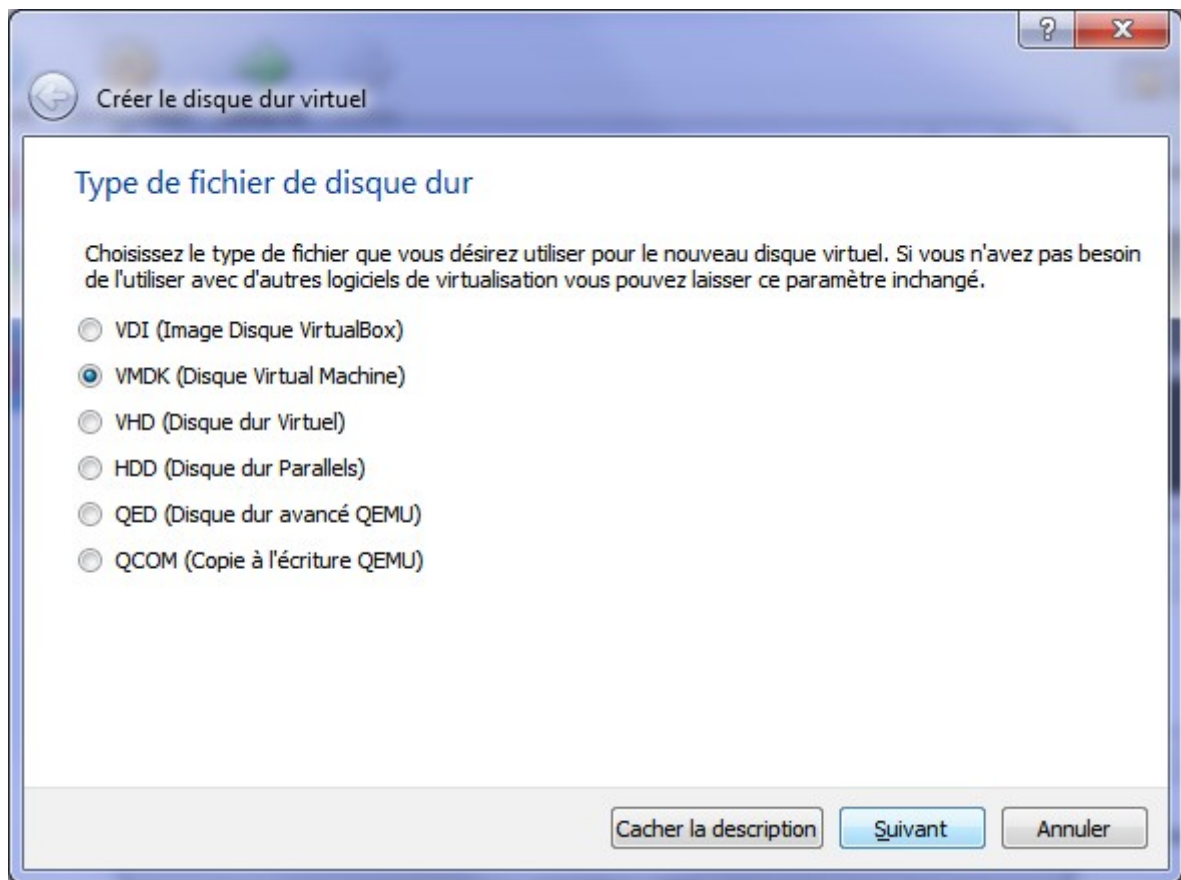 ?
X
Créer le disque dur virtuel
Type de fichier de disque dur
Choisissez le type de fichier que vous désirez utiliser pour le nouveau disque virtuel. Si vous n'avez pas besoin
de l'utiliser avec d'autres logiciels de virtualisation vous pouvez laisser ce paramètre inchangé.
VDI (Image Disque VirtualBox)
VMDK (Disque Virtual Machine)
VHD (Disque dur Virtuel)
HDD (Disque dur Parallels)
QED (Disque dur avancé QEMU)
QCOM (Copie à l'écriture QEMU)
Cacher la description
Suivant
Annuler